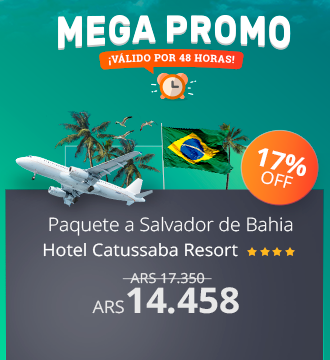 MEGA PROMO
¡VÁLIDO POR 48 HORAS!
17%
OFF
Paquete a Salvador de Bahia
Hotel Catussaba Resort
ARS 17.350
ARS 14.458